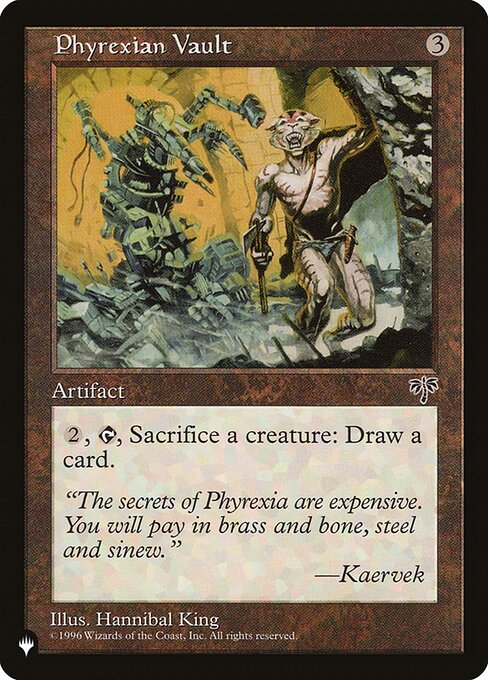 Phyrexian Vault 3
Artifact
2, , Sacrifice a creature: Draw a
card.
“The secrets of Phyrexia are expensive.
You will pay in brass and bone, steel
and sinew.”
—Kaervek
Illus. Hannibal King
©1996 Wizards of the Coast, Inc. All rights reserved.